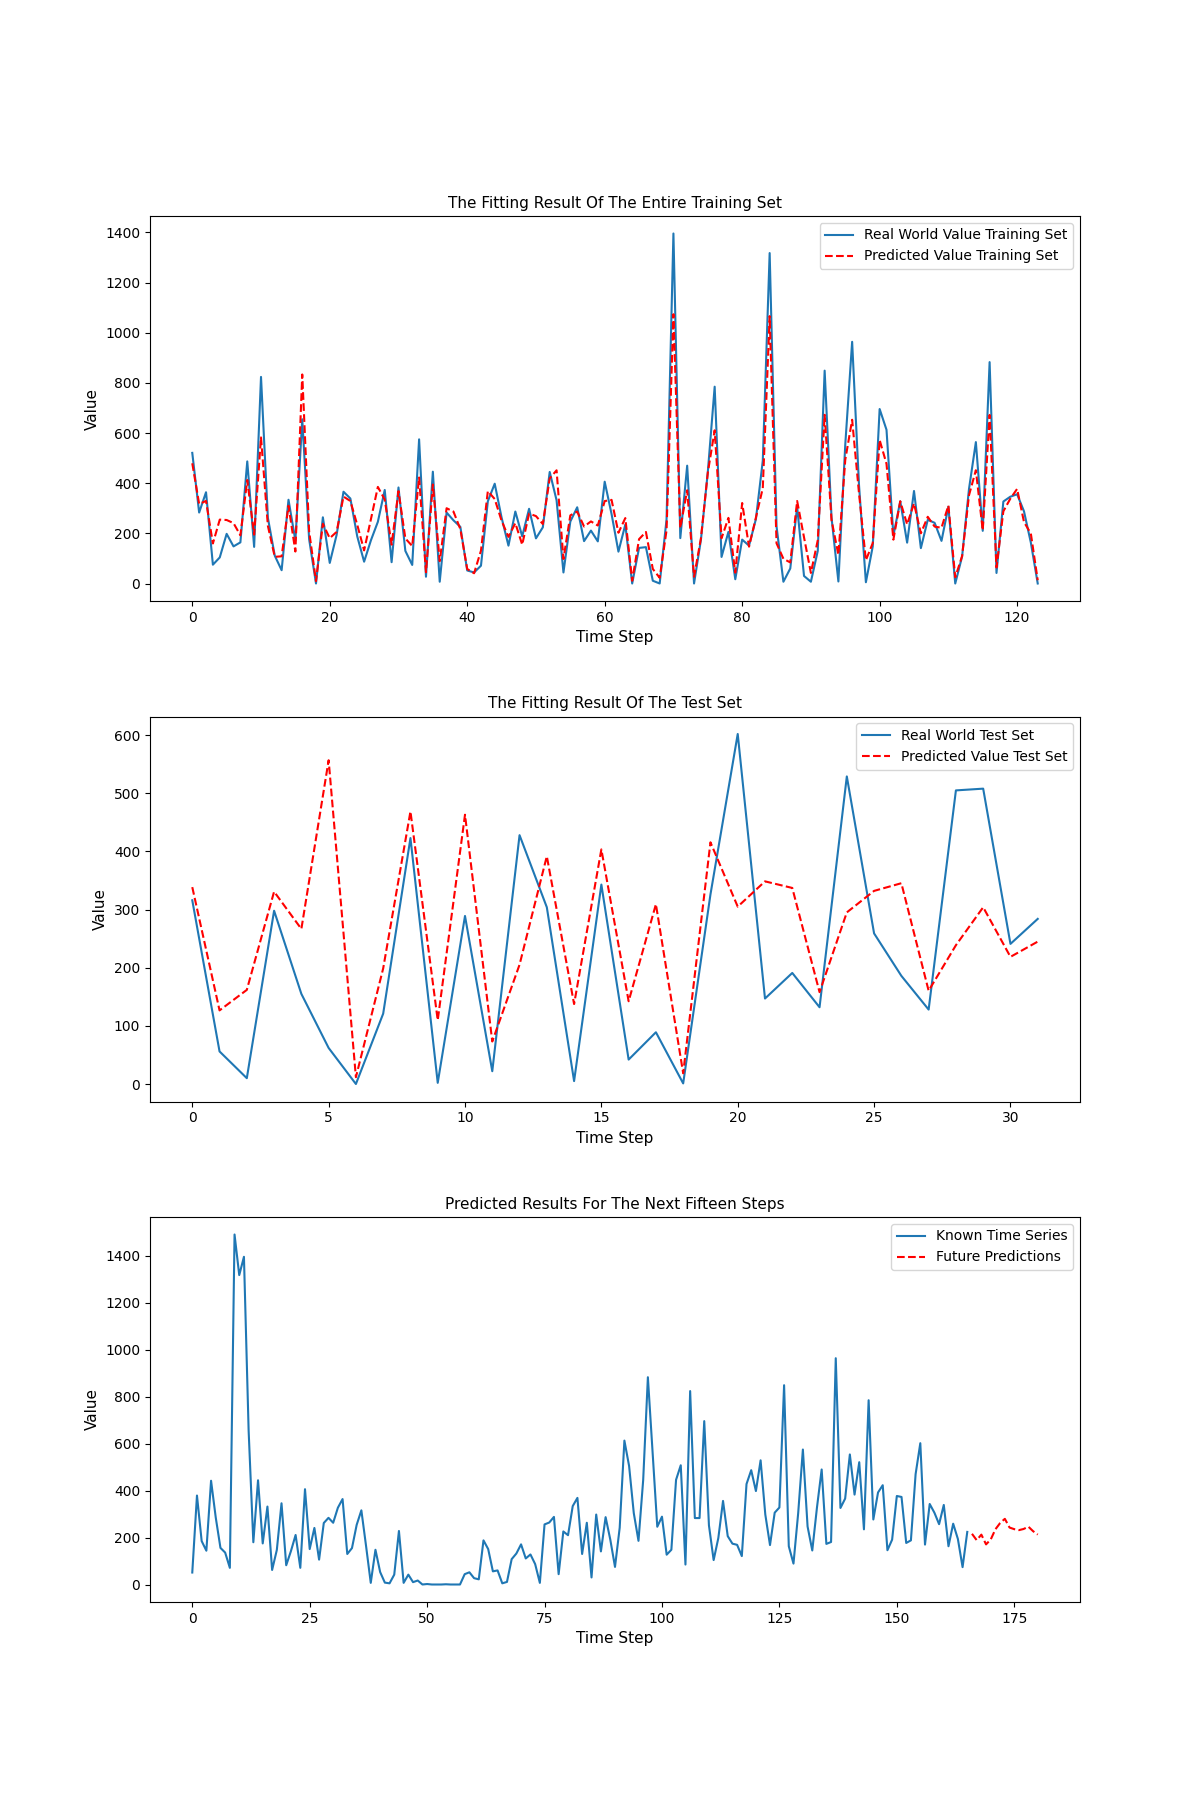 The Fitting Result Of The Entire Training Set
1400
1200
1000
800
600
400
200
0
Value
Real World Value Training Set
Predicted Value Training Set
0 20 40 60 80 100 120
Time Step
The Fitting Result Of The Test Set
600
500
400
300
200
100
0
Value
Real World Test Set
Predicted Value Test Set
0 5 10 15 20 25 30
Time Step
Predicted Results For The Next Fifteen Steps
1400
1200
1000
800
600
400
200
0
Value
Known Time Series
Future Predictions
0 25 50 75 100 125 150 175
Time Step